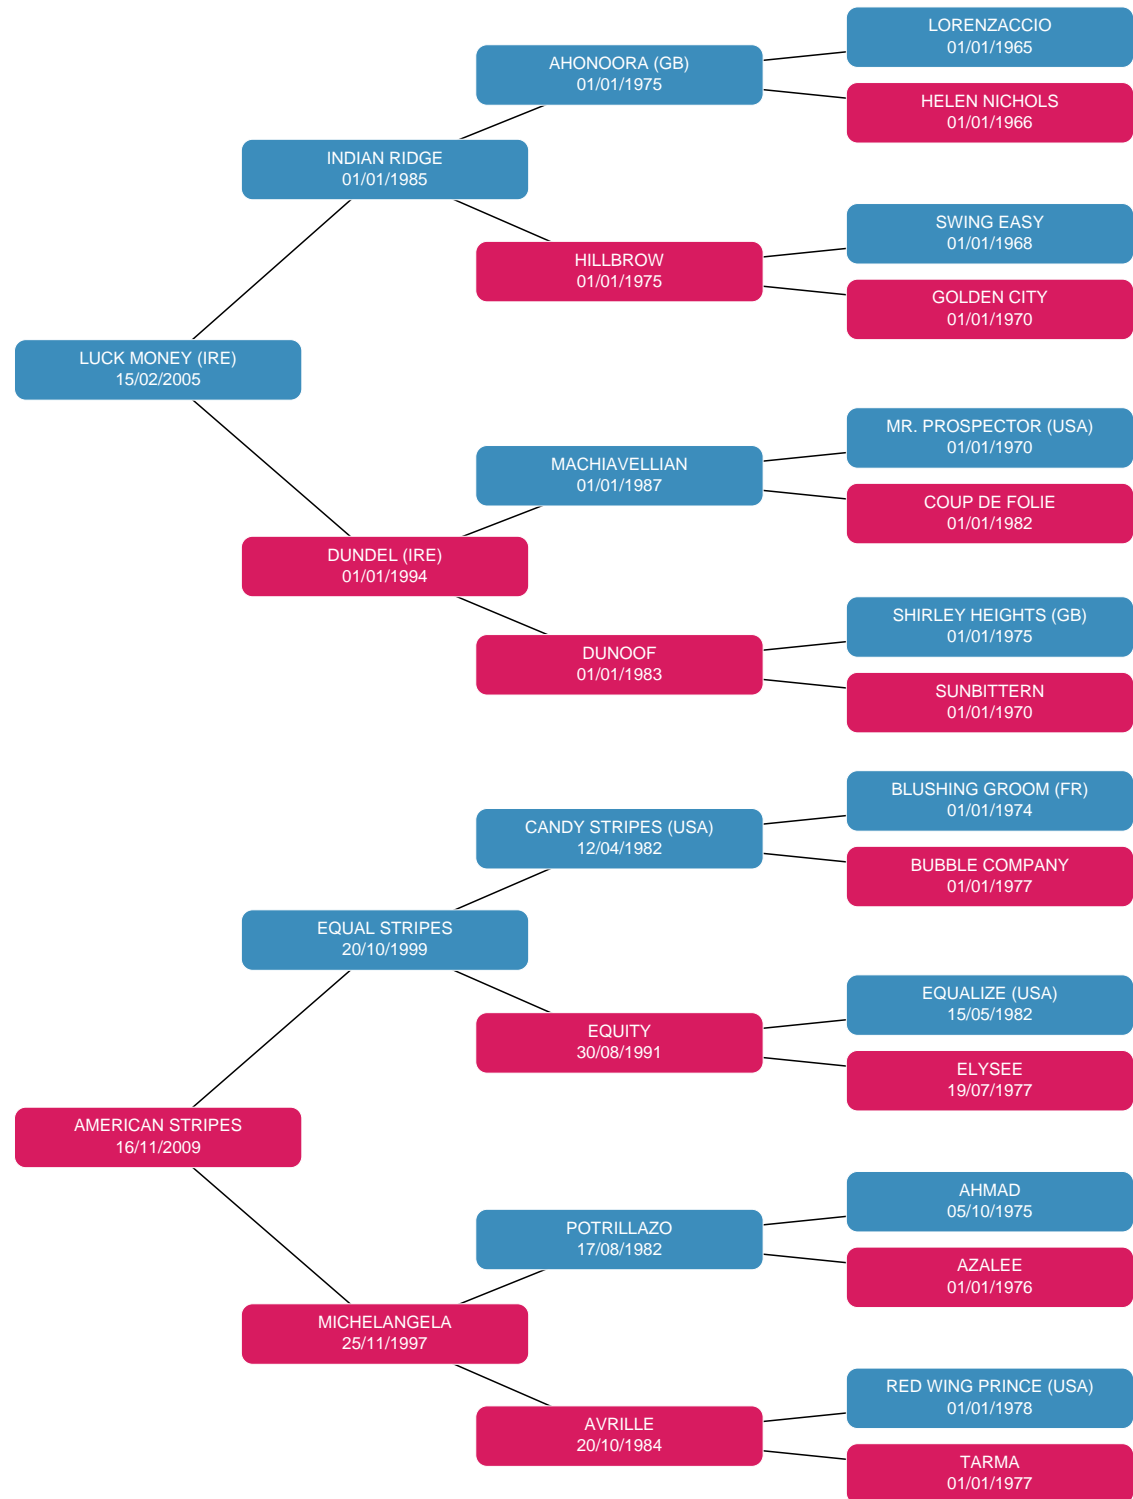 LORENZACCIO
01/01/1965
AHONOORA (GB)
01/01/1975
HELEN NICHOLS
01/01/1966
INDIAN RIDGE
01/01/1985
SWING EASY
01/01/1968
HILLBROW
01/01/1975
GOLDEN CITY
01/01/1970
LUCK MONEY (IRE)
15/02/2005
MR. PROSPECTOR (USA)
01/01/1970
MACHIAVELLIAN
01/01/1987
COUP DE FOLIE
01/01/1982
DUNDEL (IRE)
01/01/1994
SHIRLEY HEIGHTS (GB)
01/01/1975
DUNOOF
01/01/1983
SUNBITTERN
01/01/1970
BLUSHING GROOM (FR)
01/01/1974
CANDY STRIPES (USA)
12/04/1982
BUBBLE COMPANY
01/01/1977
EQUAL STRIPES
20/10/1999
EQUALIZE (USA)
15/05/1982
EQUITY
30/08/1991
ELYSEE
19/07/1977
AMERICAN STRIPES
16/11/2009
AHMAD
05/10/1975
POTRILLAZO
17/08/1982
AZALEE
01/01/1976
MICHELANGELA
25/11/1997
RED WING PRINCE (USA)
01/01/1978
AVRILLE
20/10/1984
TARMA
01/01/1977